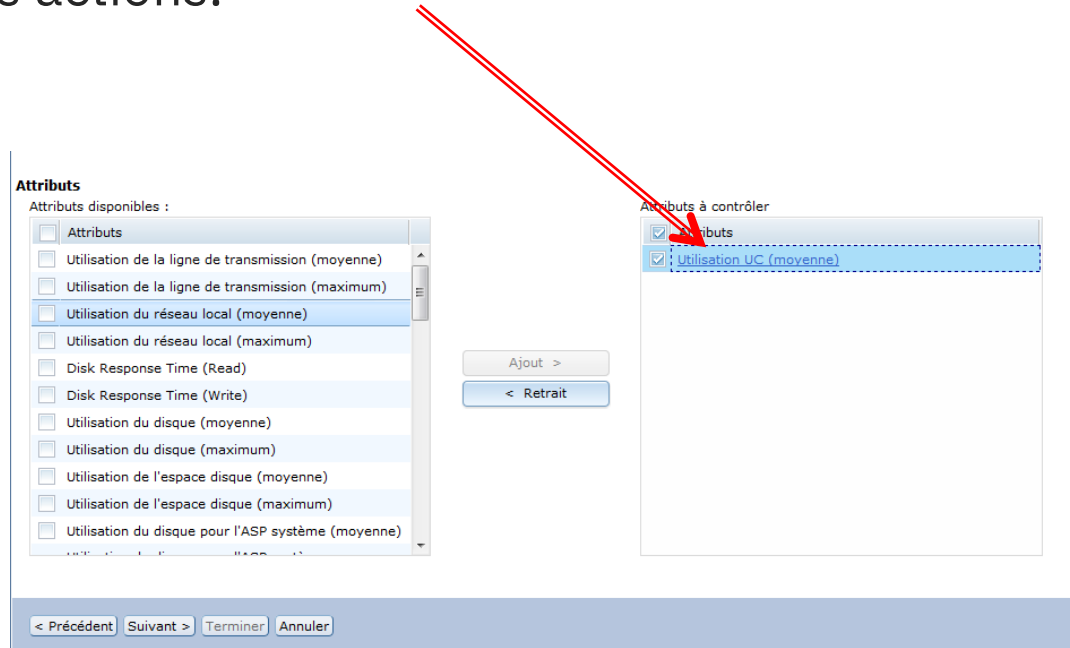 s actions.
Attributs
Attributs disponibles :
Attributs
Utilisation de la ligne de transmission (moyenne)
Utilisation de la ligne de transmission (maximum)
Utilisation du réseau local (moyenne)
Utilisation du réseau local (maximum)
Disk Response Time (Read)
Disk Response Time (Write)
Utilisation du disque (moyenne)
Utilisation du disque (maximum)
Utilisation de l'espace disque (moyenne)
Utilisation de l'espace disque (maximum)
Utilisation du disque pour l'ASP système (moyenne)
Ajout >
< Retrait
Attributs à contrôler
Attributs
Utilisation UC (moyenne)
< Précédent Suivant > Terminer Annuler